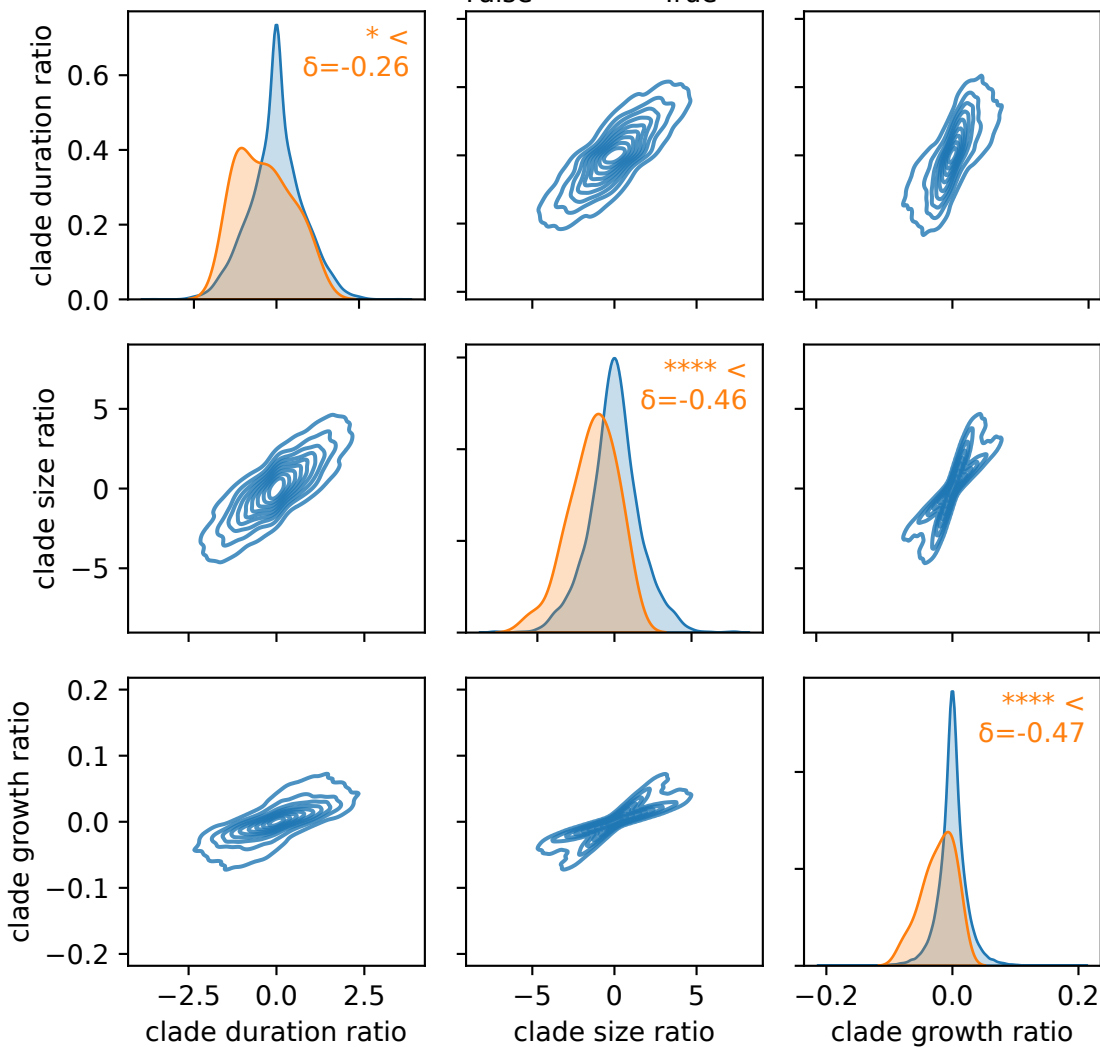 False True
clade duration ratio
0.6
0.4
0.2
0.0
* <
δ=-0.26
clade size ratio
5
0
−5
**** <
δ=-0.46
clade growth ratio
0.2
0.1
0.0
−0.1
−0.2
**** <
δ=-0.47
−2.5 0.0 2.5
−5 0 5
−0.2 0.0 0.2
clade duration ratio
clade size ratio
clade growth ratio